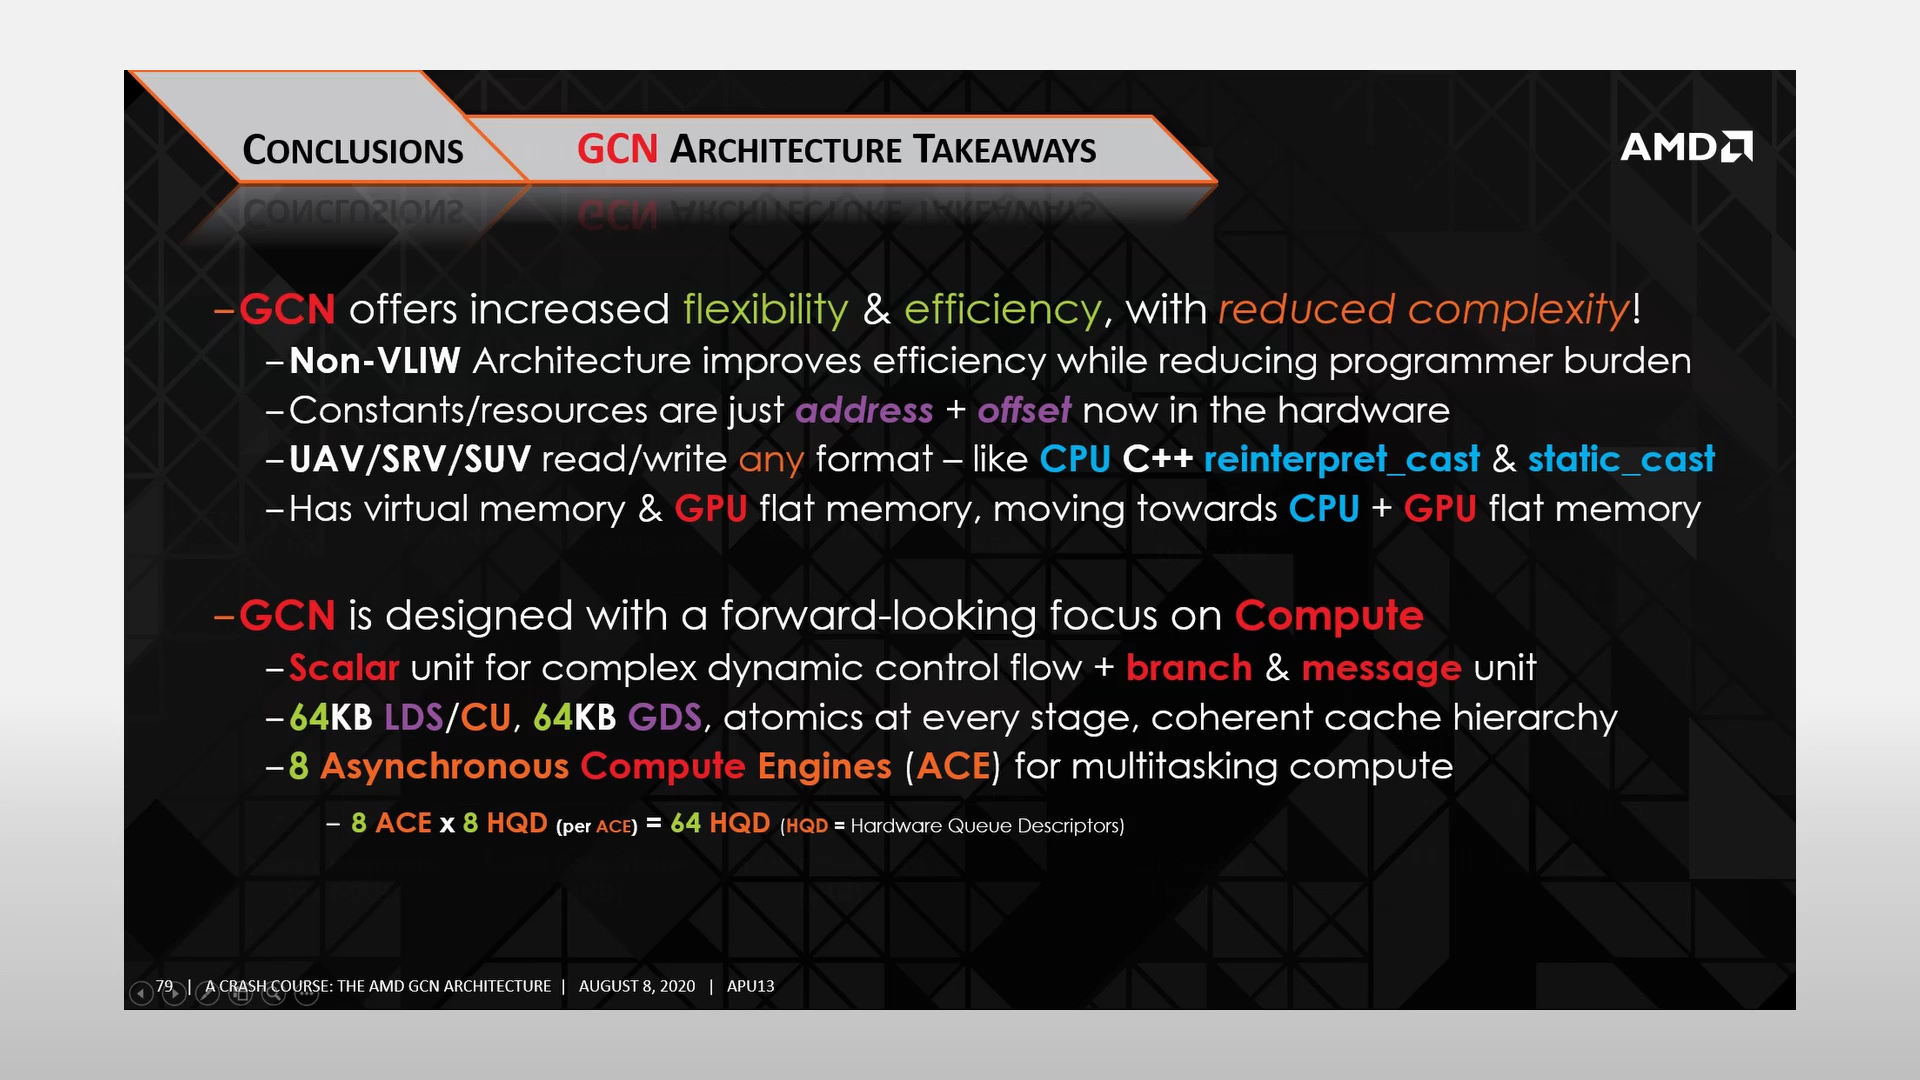 CONCLUSIONS GCN ARCHITECTURE TAKEAWAYS
AMD
–GCN offers increased flexibility & efficiency, with reduced complexity!
–Non-VLIW Architecture improves efficiency while reducing programmer burden
–Constants/resources are just address + offset now in the hardware
–UAV/SRV/SUV read/write any format – like CPU C++ reinterpret_cast & static_cast
–Has virtual memory & GPU flat memory, moving towards CPU + GPU flat memory
–GCN is designed with a forward-looking focus on Compute
–Scalar unit for complex dynamic control flow + branch & message unit
–64KB LDS/CU, 64KB GDS, atomics at every stage, coherent cache hierarchy
–8 Asynchronous Compute Engines (ACE) for multitasking compute
– 8 ACE x 8 HQD (per ACE) = 64 HQD (HQD = Hardware Queue Descriptors)
79 | A CRASH COURSE: THE AMD GCN ARCHITECTURE | AUGUST 8, 2020 | APU13